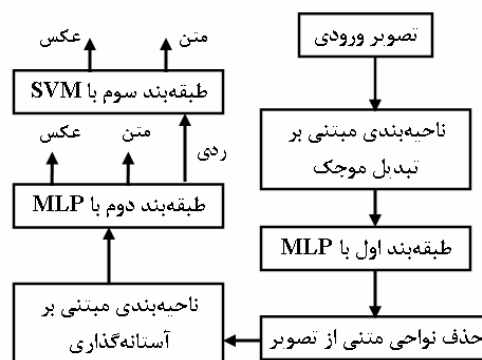 تصویر ورودی
ناحیه‌بندی مبتنی بر
تبدیل موجک
طبقه‌بند اول با MLP
حذف نواحی متنی از تصویر
ناحیه‌بندی مبتنی بر
آستانه‌گذاری
طبقه‌بند دوم با MLP
متن
عکس
ردی
طبقه‌بند سوم با SVM
متن
عکس